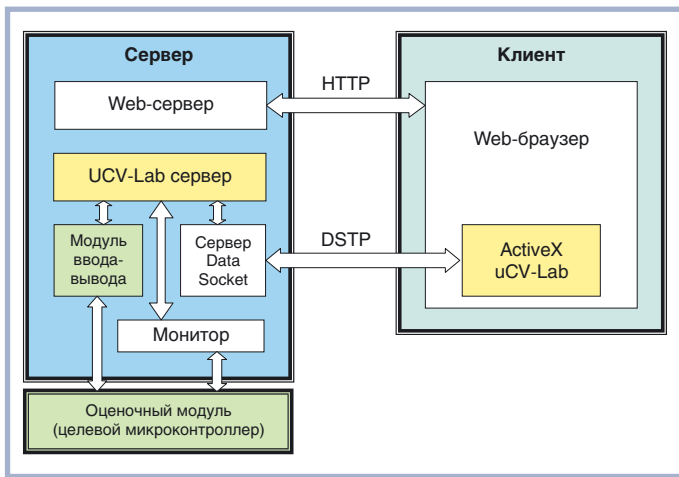 Сервер
Web-сервер
UCV-Lab сервер
Модуль
ввода-
вывода
Сервер
Data
Socket
Монитор
Оценочный модуль
(целевой микроконтроллер)
HTTP
DSTP
Клиент
Web-браузер
ActiveX
uCV-Lab